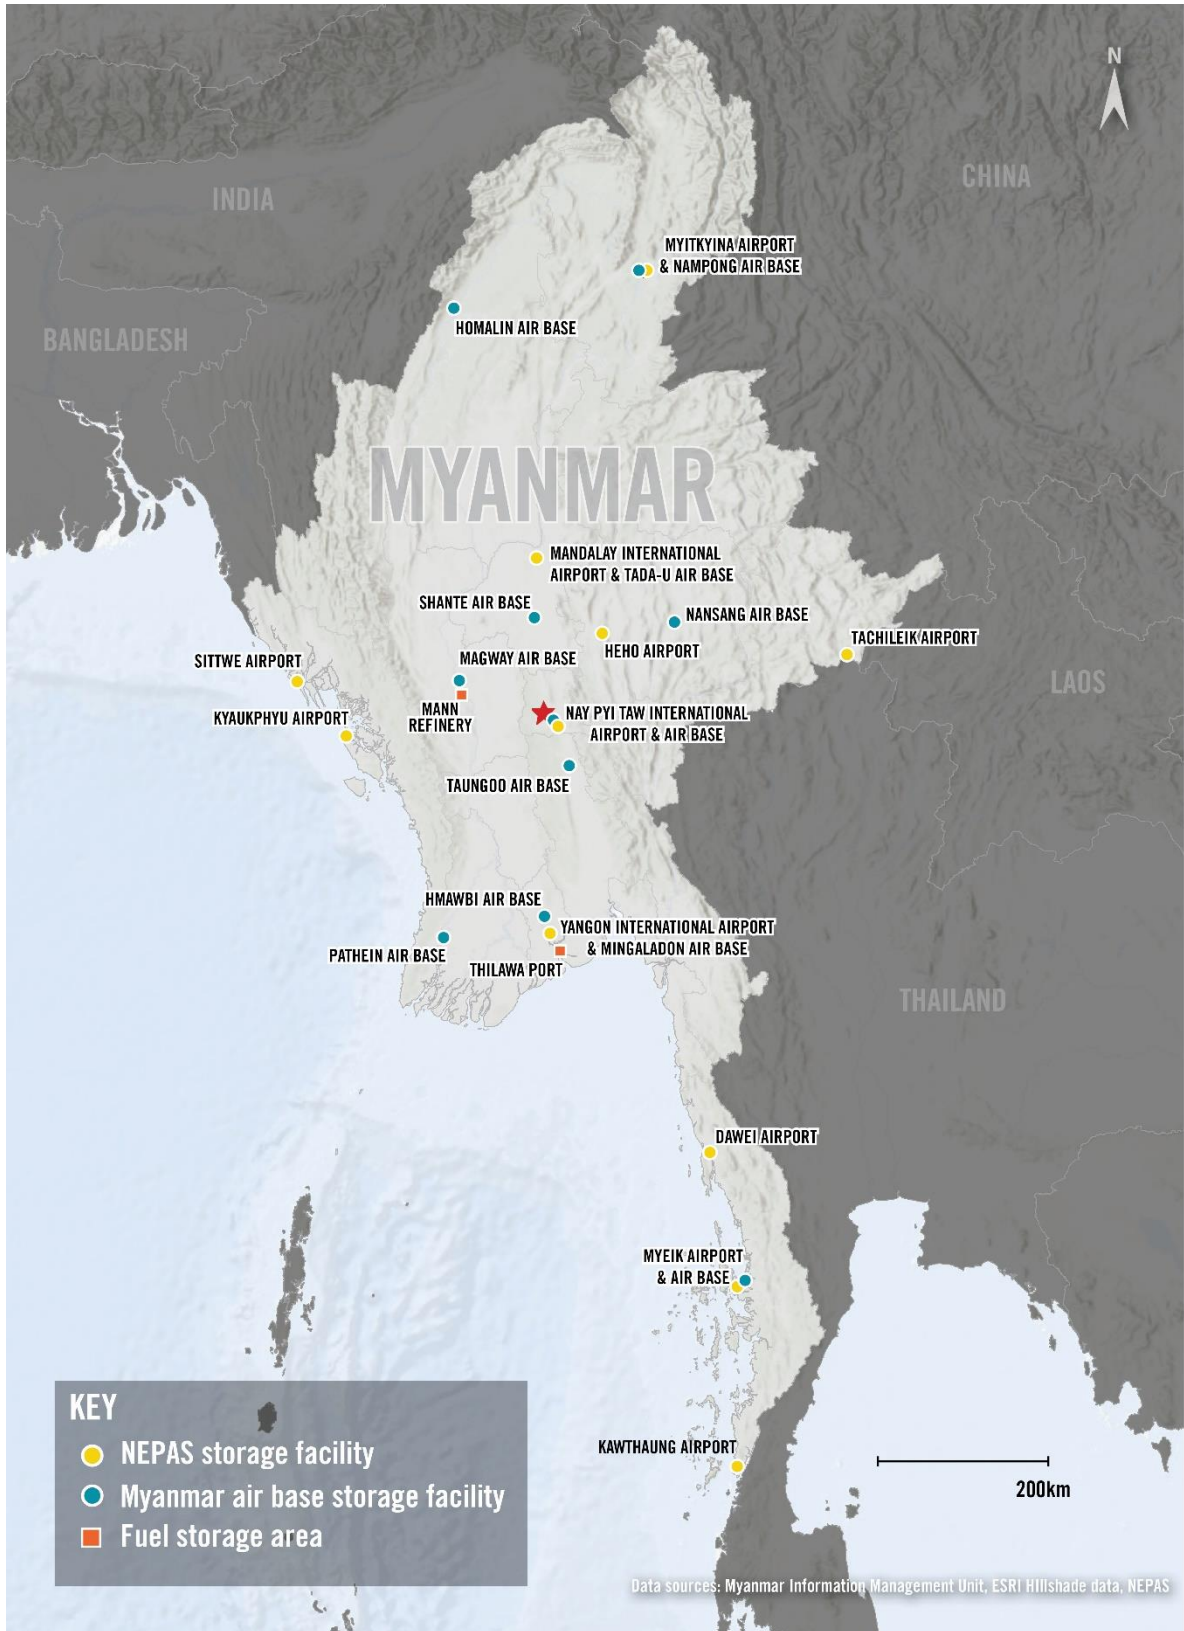 N
CHINA
INDIA
MYITKYINA AIRPORT
& NAMPONG AIR BASE
HOMALIN AIR BASE
BANGLADESH
MYANMAR
MANDALAY INTERNATIONAL
AIRPORT & TADA-U AIR BASE
SHANTE AIR BASE
NANSANG AIR BASE
HEHO AIRPORT
TACHILEIK AIRPORT
SITTWE AIRPORT
MAGWAY AIR BASE
LAOS
MANN
REFINERY
KYAUKPHYU AIRPORT
NAY PYI TAW INTERNATIONAL
AIRPORT & AIR BASE
TAUNGOO AIR BASE
HMAWBI AIR BASE
YANGON INTERNATIONAL AIRPORT
& MINGALADON AIR BASE
PATHEIN AIR BASE
THILAWA PORT
THAILAND
DAWEI AIRPORT
MYEIK AIRPORT
& AIR BASE
KAWTHAUNG AIRPORT
KEY
NEPAS storage facility
Myanmar air base storage facility
Fuel storage area
200km
Data sources: Myanmar Information Management Unit, ESRI HIllshade data, NEPAS